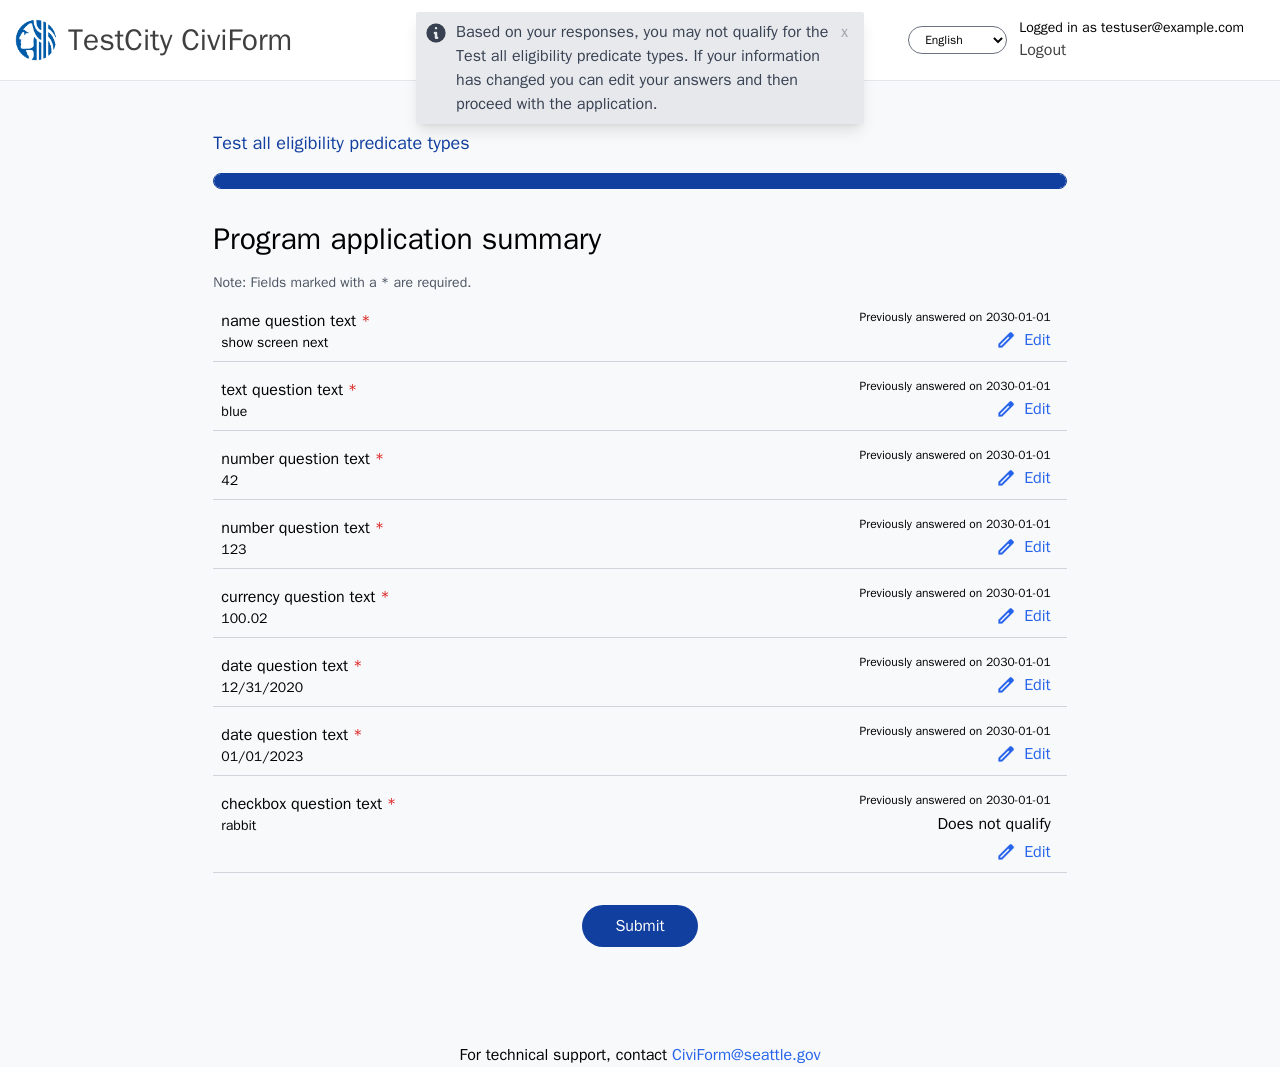 TestCity CiviForm
Based on your responses, you may not qualify for the
Test all eligibility predicate types. If your information
has changed you can edit your answers and then
proceed with the application.
x
English
Logged in as testuser@example.com
Logout
Test all eligibility predicate types
Program application summary
Note: Fields marked with a * are required.
name question text *
show screen next
Previously answered on 2030-01-01
Edit
text question text *
blue
Previously answered on 2030-01-01
Edit
number question text *
42
Previously answered on 2030-01-01
Edit
number question text *
123
Previously answered on 2030-01-01
Edit
currency question text *
100.02
Previously answered on 2030-01-01
Edit
date question text *
12/31/2020
Previously answered on 2030-01-01
Edit
date question text *
01/01/2023
Previously answered on 2030-01-01
Edit
checkbox question text *
rabbit
Previously answered on 2030-01-01
Does not qualify
Edit
Submit
For technical support, contact CiviForm@seattle.gov